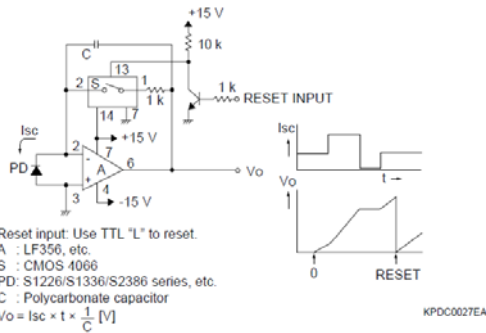 +15 V
10 k
C
13
2
S
1
1 k
1 k
RESET INPUT
14
7
Isc
+15 V
2
7
PD
-
A
6
Vo
+
3
4
-15 V
Isc
t
Vo
0
RESET
Reset input: Use TTL “L” to reset.
A : LF356, etc.
S : CMOS 4066
PD: S1226/S1336/S2386 series, etc.
C : Polycarbonate capacitor
Vo = Isc × t × 1/C [V]
KPDC0027EA